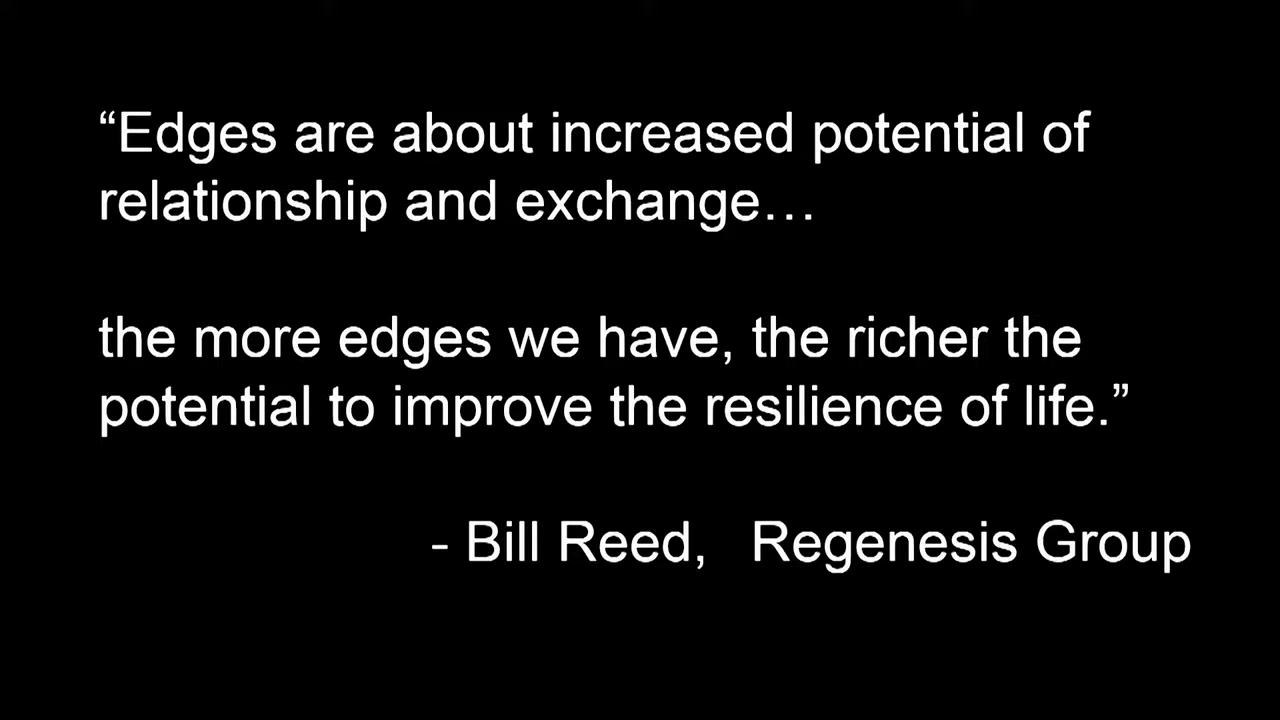 “Edges are about increased potential of
relationship and exchange…
the more edges we have, the richer the
potential to improve the resilience of life.”
- Bill Reed,   Regenesis Group